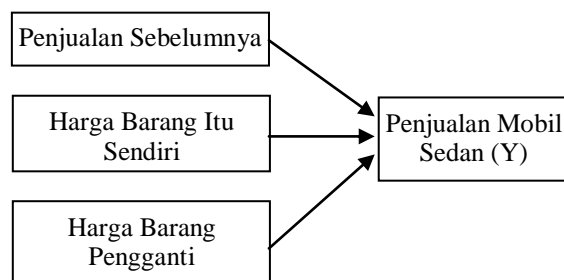 Penjualan Sebelumnya
Harga Barang Itu
Sendiri
Harga Barang
Pengganti
Penjualan Mobil
Sedan (Y)